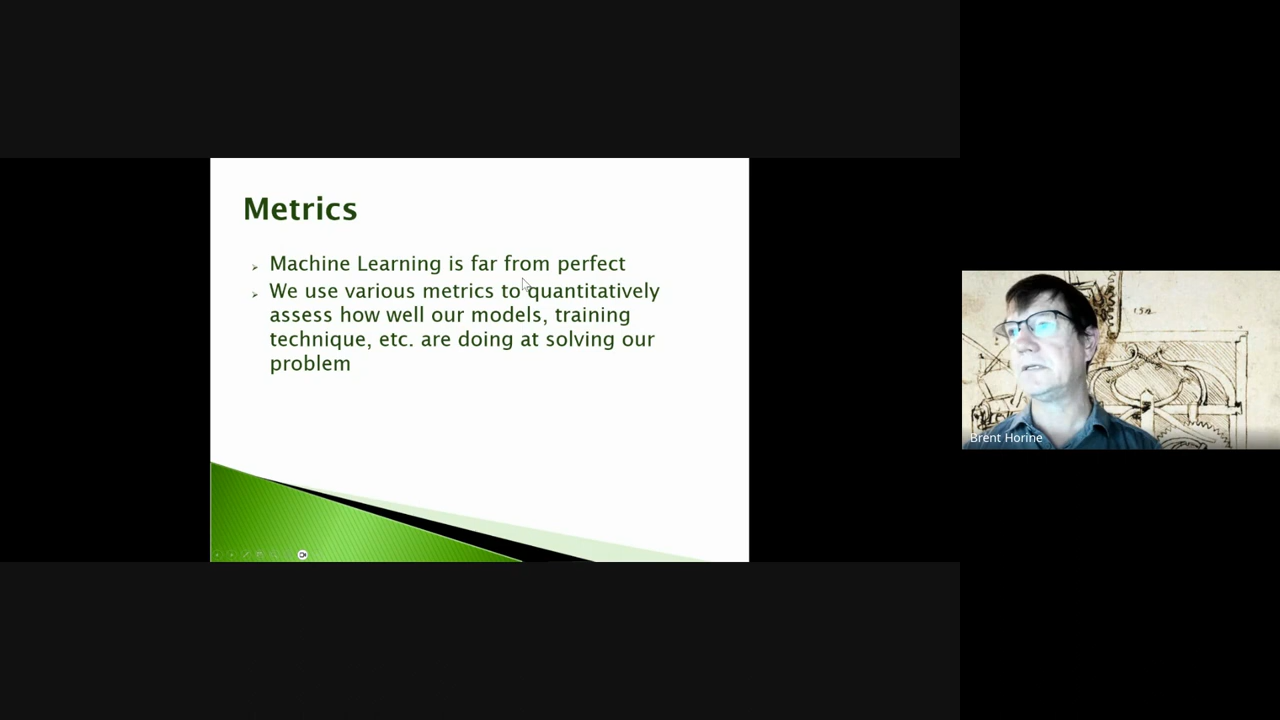 Metrics
Machine Learning is far from perfect
We use various metrics to quantitatively
assess how well our models, training
technique, etc. are doing at solving our
problem
Brent Horine